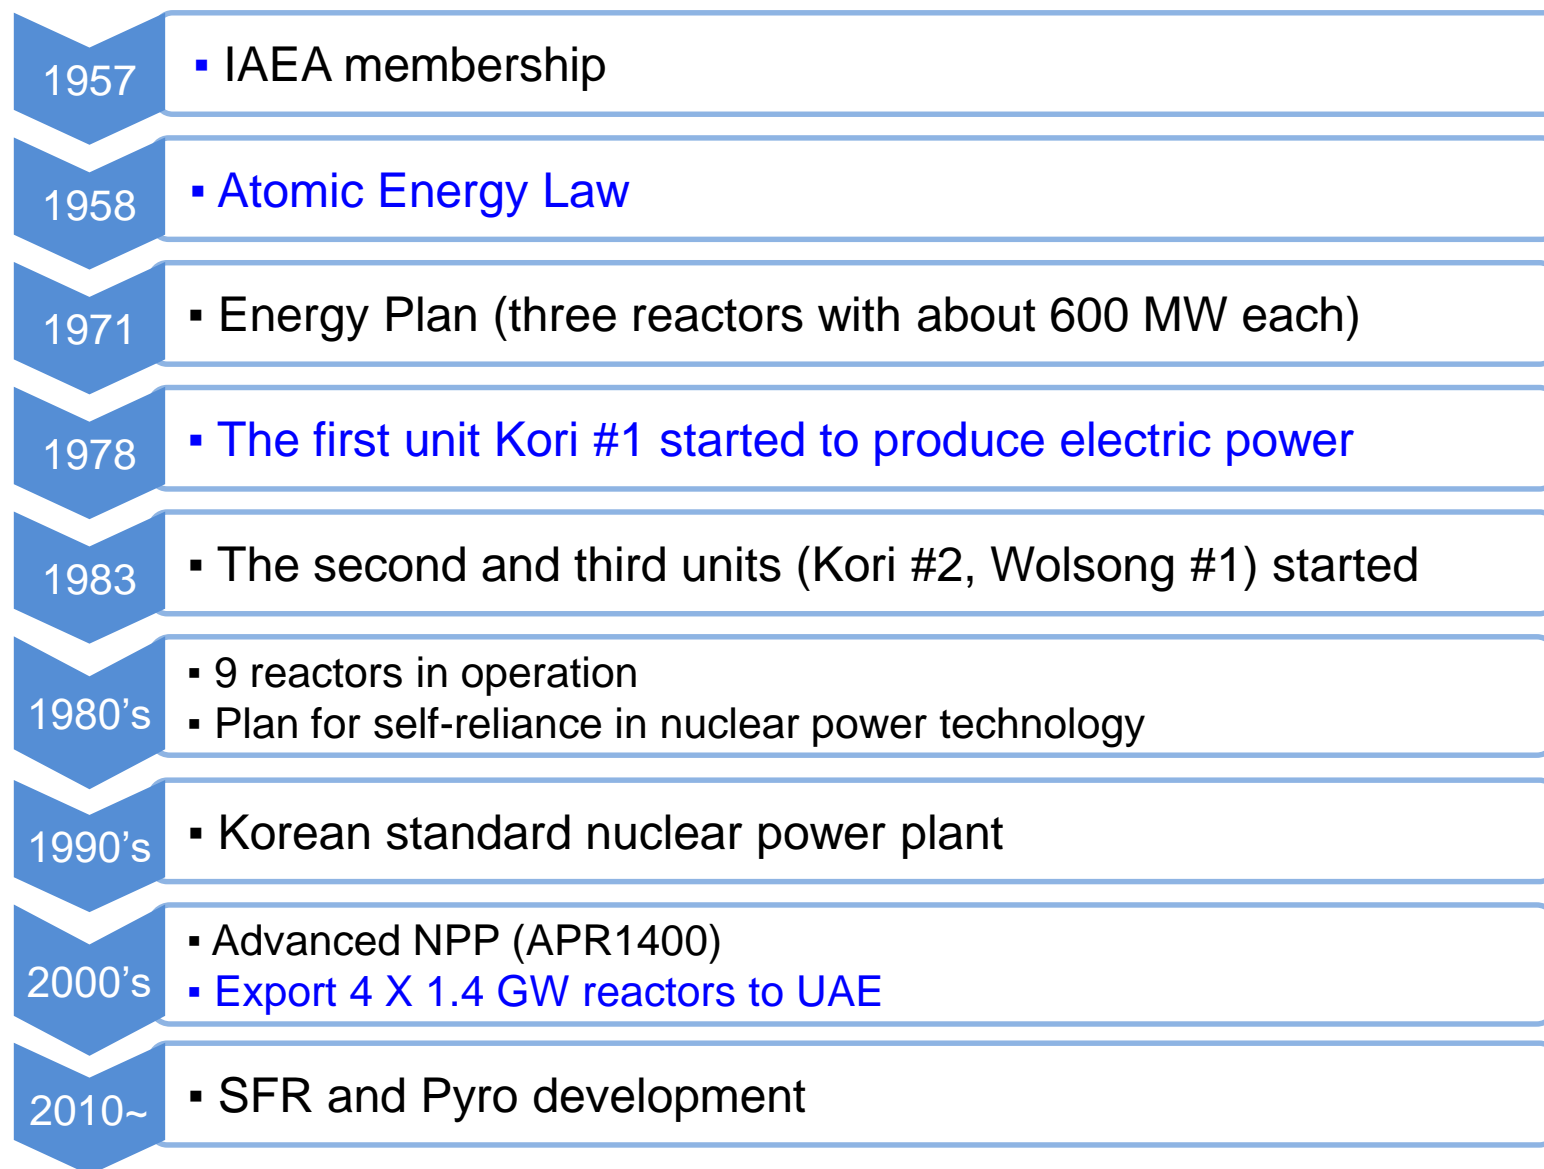 1957
▪ IAEA membership
1958
▪ Atomic Energy Law
1971
▪ Energy Plan (three reactors with about 600 MW each)
1978
▪ The first unit Kori #1 started to produce electric power
1983
▪ The second and third units (Kori #2, Wolsong #1) started
1980’s
▪ 9 reactors in operation
▪ Plan for self-reliance in nuclear power technology
1990’s
▪ Korean standard nuclear power plant
2000’s
▪ Advanced NPP (APR1400)
▪ Export 4 X 1.4 GW reactors to UAE
2010~
▪ SFR and Pyro development